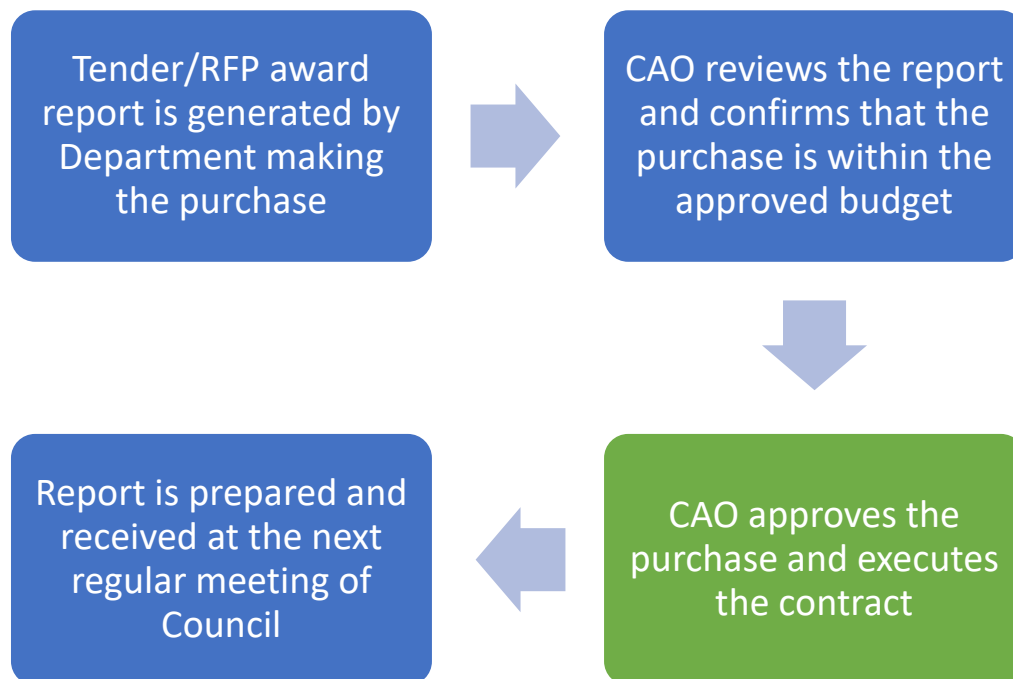 Tender/RFP award
report is generated by
Department making
the purchase
CAO reviews the report
and confirms that the
purchase is within the
approved budget
CAO approves the
purchase and executes
the contract
Report is prepared and
received at the next
regular meeting of
Council